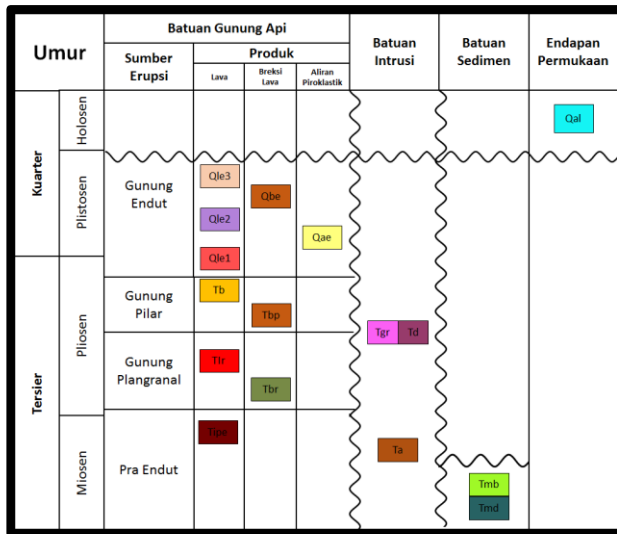 Umur
Batuan Gunung Api
Batuan
Intrusi
Batuan
Sedimen
Endapan
Permukaan
Sumber
Erupsi
Produk
Lava
Breksi
Lava
Aliran
Piroklastik
Kuarter
Holosen
Qal
Plistosen
Gunung
Endut
Qle3
Qbe
Qle2
Qae
Qle1
Tersier
Pliosen
Gunung
Pilar
Tb
Tbp
Tgr
Td
Gunung
Plangranal
Tlr
Tbr
Miosen
Pra Endut
Ta
Tmb
Tmd